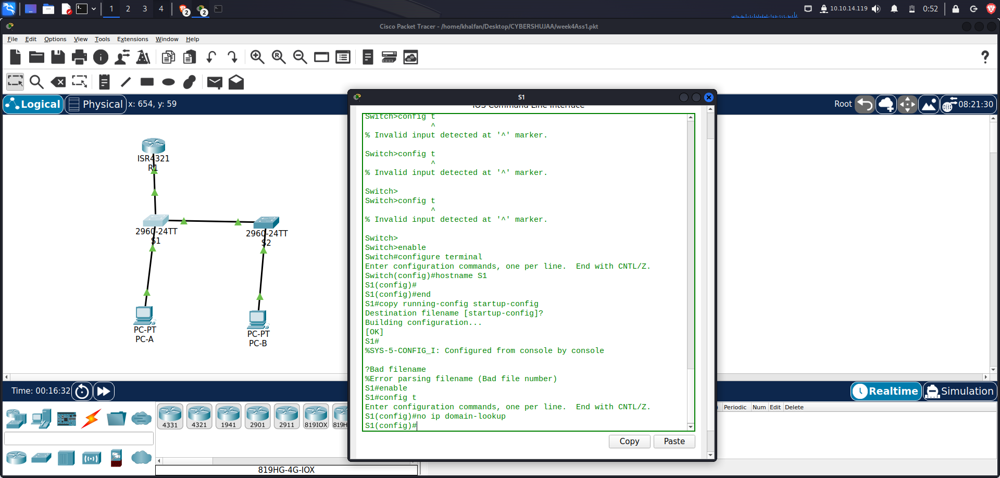 1
2
3
4
2
2
10.10.14.119
0:52
Cisco Packet Tracer - /home/khalfan/Desktop/CYBERSHUJAA/week4Ass1.pkt
File Edit Options View Tools Extensions Window Help
Logical
Physical
x: 654, y: 59
Root
08:21:30
ISR4321
R1
2960-24TT
S1
2960-24TT
S2
PC-PT
PC-A
PC-PT
PC-B
S1
IOS Command Line Interface
Switch>config t
^
% Invalid input detected at '^' marker.
Switch>config t
^
% Invalid input detected at '^' marker.
Switch>
Switch>config t
^
% Invalid input detected at '^' marker.
Switch>
Switch>enable
Switch#configure terminal
Enter configuration commands, one per line.  End with CNTL/Z.
Switch(config)#hostname S1
S1(config)#
S1(config)#end
S1#copy running-config startup-config
Destination filename [startup-config]?
Building configuration...
[OK]
S1#
%SYS-5-CONFIG_I: Configured from console by console
?Bad filename
%Error parsing filename (Bad file number)
S1#enable
S1#config t
Enter configuration commands, one per line.  End with CNTL/Z.
S1(config)#no ip domain-lookup
S1(config)#
Copy
Paste
Time: 00:16:32
Realtime
Simulation
Periodic Num Edit Delete
4331
4321
1941
2901
2911
819IOX
819H
819HG-4G-IOX